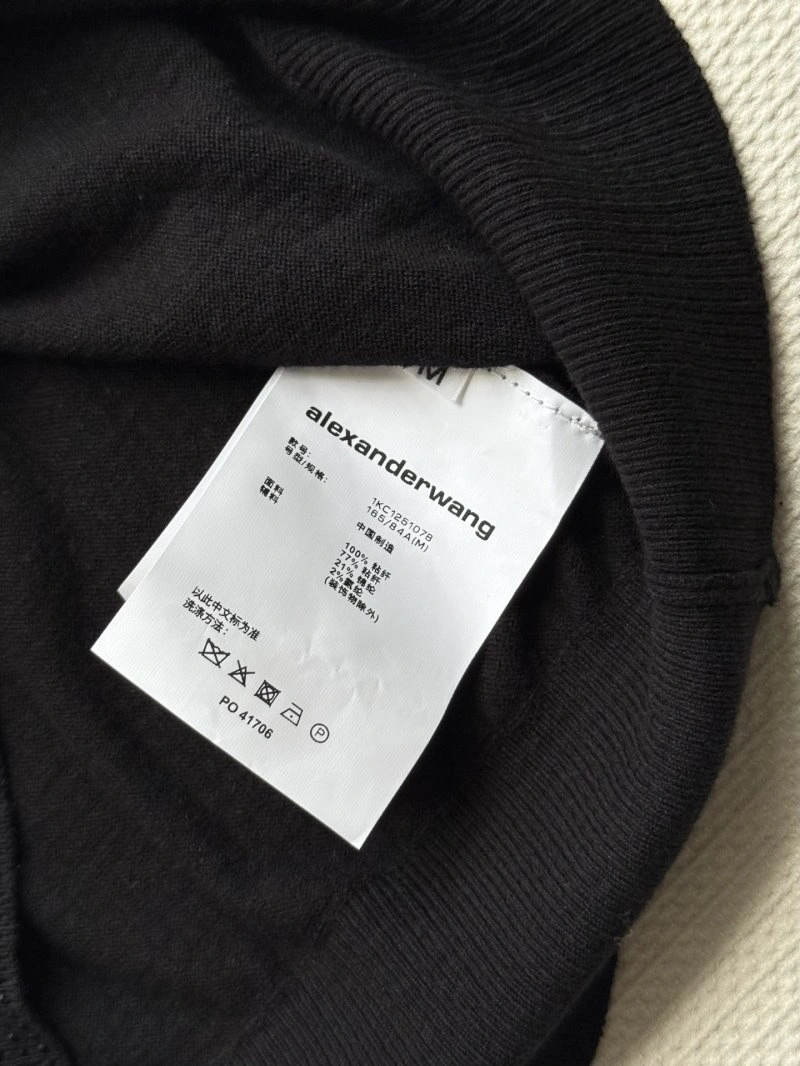 M
alexanderwang
款号:
号型/规格:
1KC1251078
165/84A(M)
中国制造
面料
100% 粘纤
辅料
77% 粘纤
21% 锦纶
2% 氨纶
(装饰物除外)
以此中文标为准
洗涤方法:
P
PO 41706